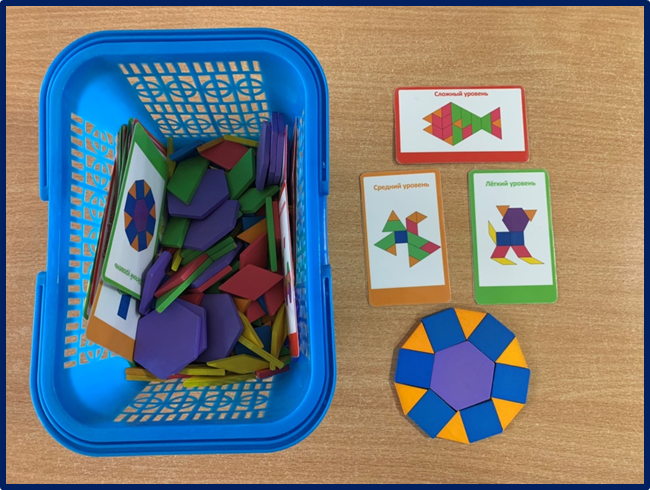 Сложный уровень
Средний уровень
Лёгкий уровень